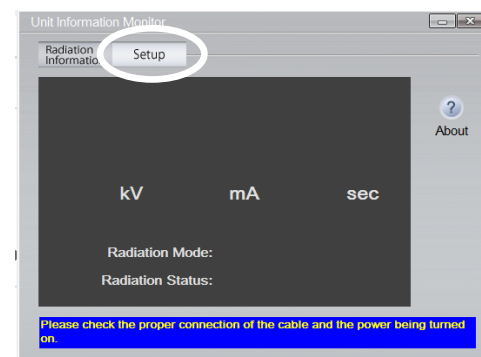 Unit Information Monitor
Radiation
Information
Setup
?
About
kV mA sec
Radiation Mode:
Radiation Status:
Please check the proper connection of the cable and the power being turned
on.